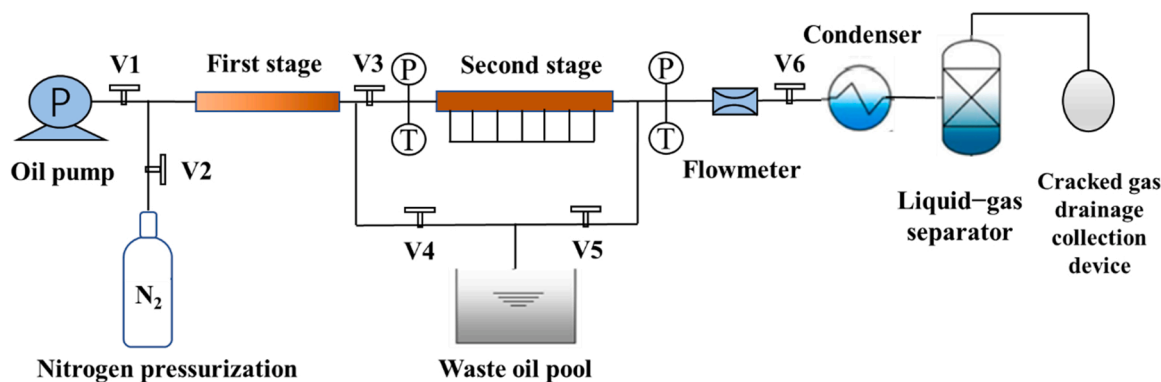 P
Oil pump
V1
V2
N2
Nitrogen pressurization
First stage
V3
P
T
Second stage
V4
V5
Waste oil pool
P
T
Flowmeter
V6
Condenser
Liquid−gas
separator
Cracked gas
drainage
collection
device